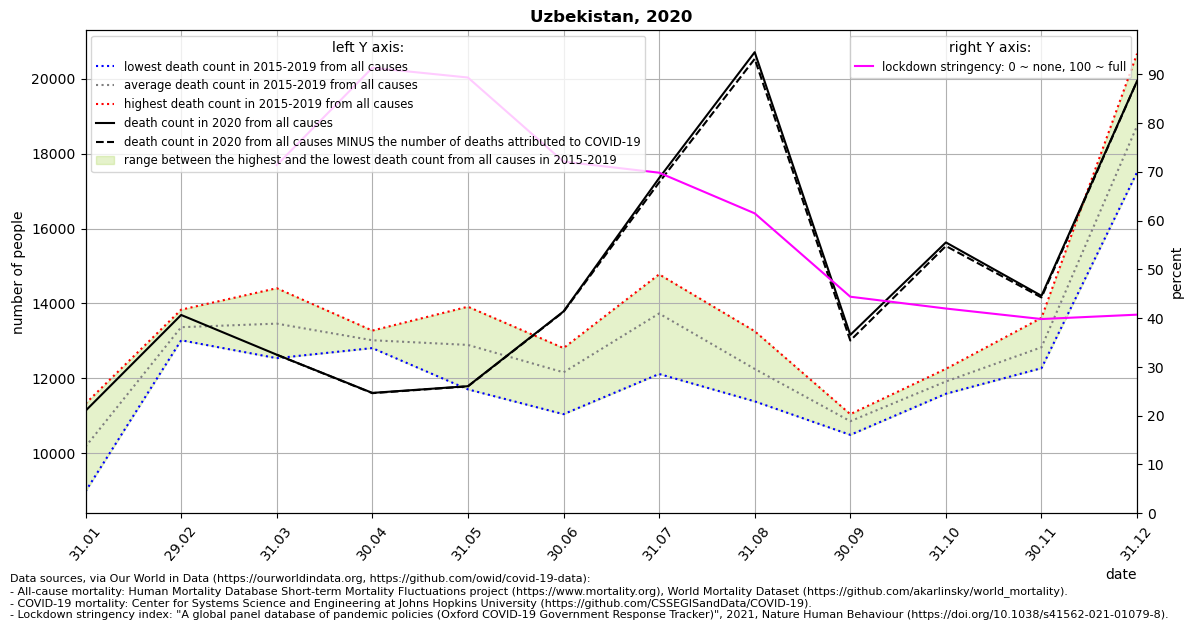 Uzbekistan, 2020
left Y axis:
lowest death count in 2015-2019 from all causes
average death count in 2015-2019 from all causes
highest death count in 2015-2019 from all causes
death count in 2020 from all causes
death count in 2020 from all causes MINUS the number of deaths attributed to COVID-19
range between the highest and the lowest death count from all causes in 2015-2019
right Y axis:
lockdown stringency: 0 ~ none, 100 ~ full
number of people
20000
18000
16000
14000
12000
10000
percent
90
80
70
60
50
40
30
20
10
0
31.01
29.02
31.03
30.04
31.05
30.06
31.07
31.08
30.09
31.10
30.11
31.12
date
Data sources, via Our World in Data (https://ourworldindata.org, https://github.com/owid/covid-19-data):
- All-cause mortality: Human Mortality Database Short-term Mortality Fluctuations project (https://www.mortality.org), World Mortality Dataset (https://github.com/akarlinsky/world_mortality).
- COVID-19 mortality: Center for Systems Science and Engineering at Johns Hopkins University (https://github.com/CSSEGISandData/COVID-19).
- Lockdown stringency index: "A global panel database of pandemic policies (Oxford COVID-19 Government Response Tracker)", 2021, Nature Human Behaviour (https://doi.org/10.1038/s41562-021-01079-8).